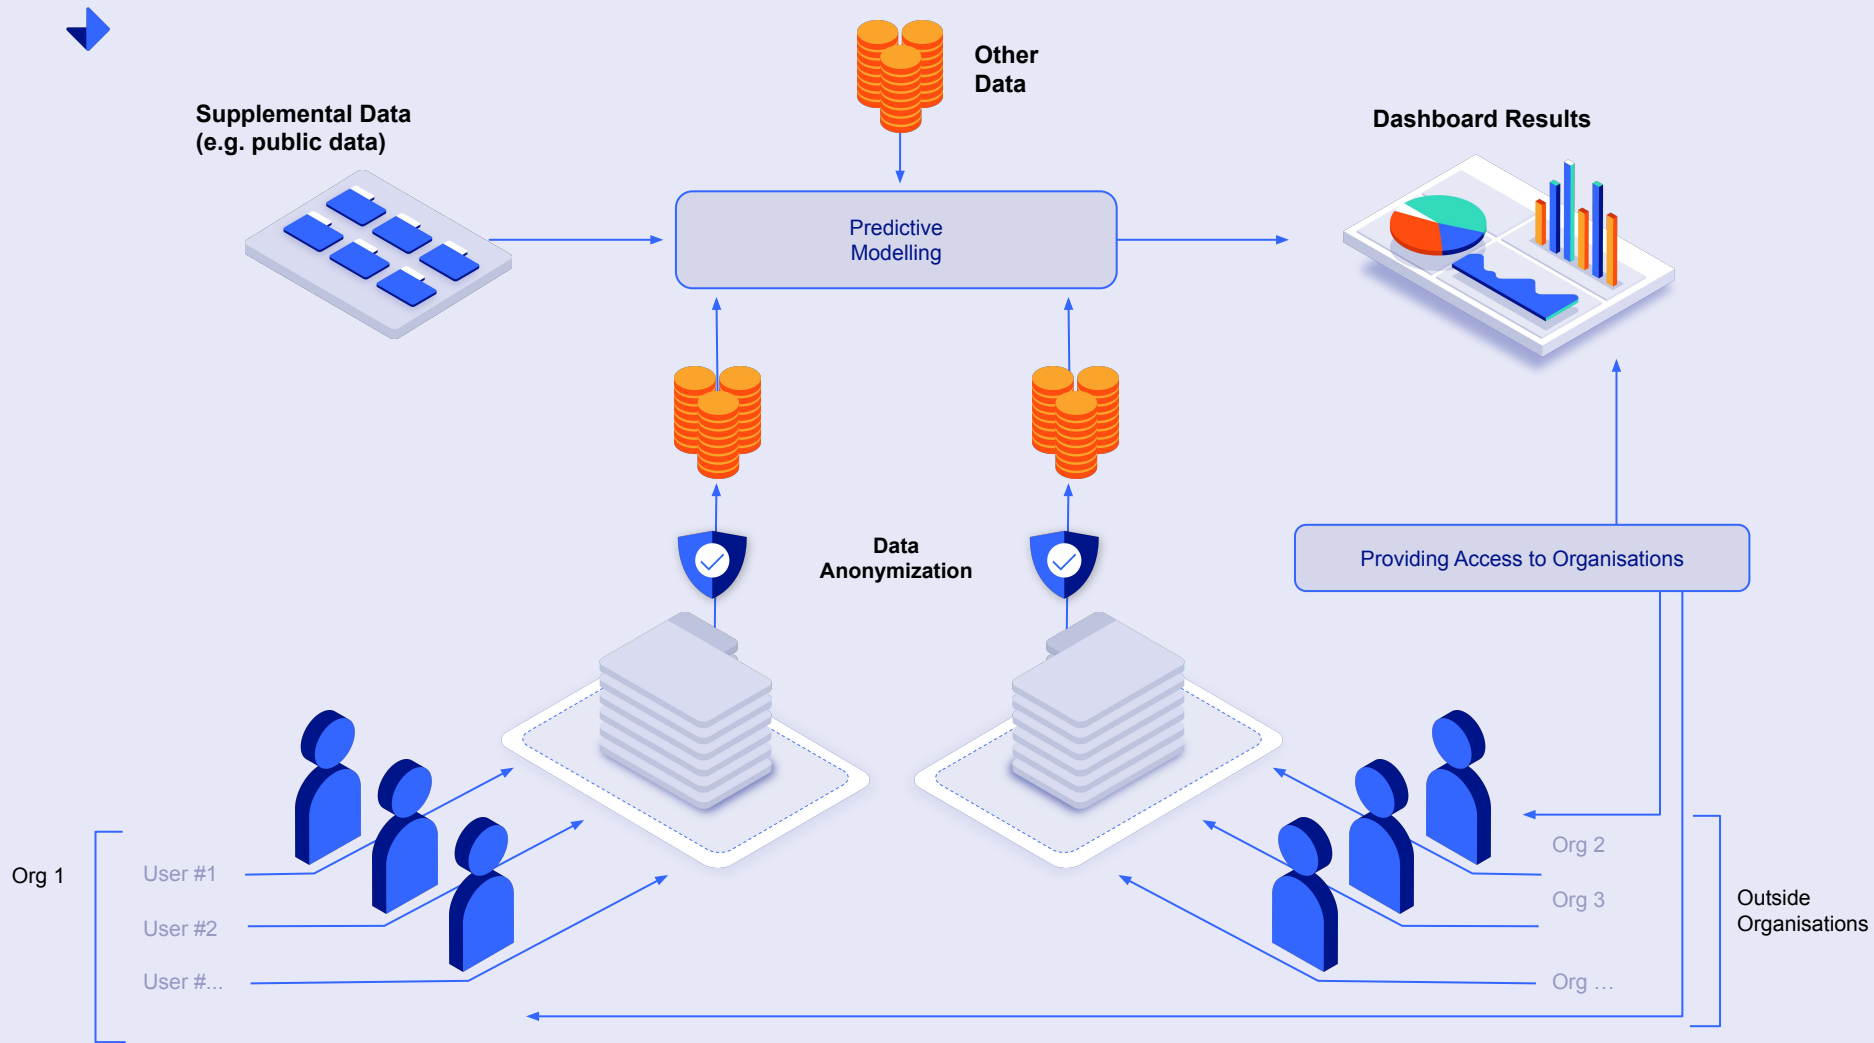 Other
Data
Supplemental Data
(e.g. public data)
Dashboard Results
Predictive
Modelling
Data
Anonymization
Providing Access to Organisations
Org 1
User #1
User #2
User #...
Org 2
Org 3
Org …
Outside
Organisations